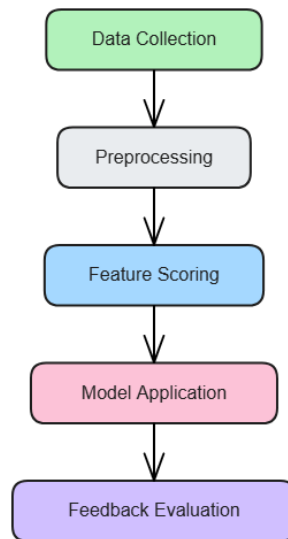 Data Collection
Preprocessing
Feature Scoring
Model Application
Feedback Evaluation